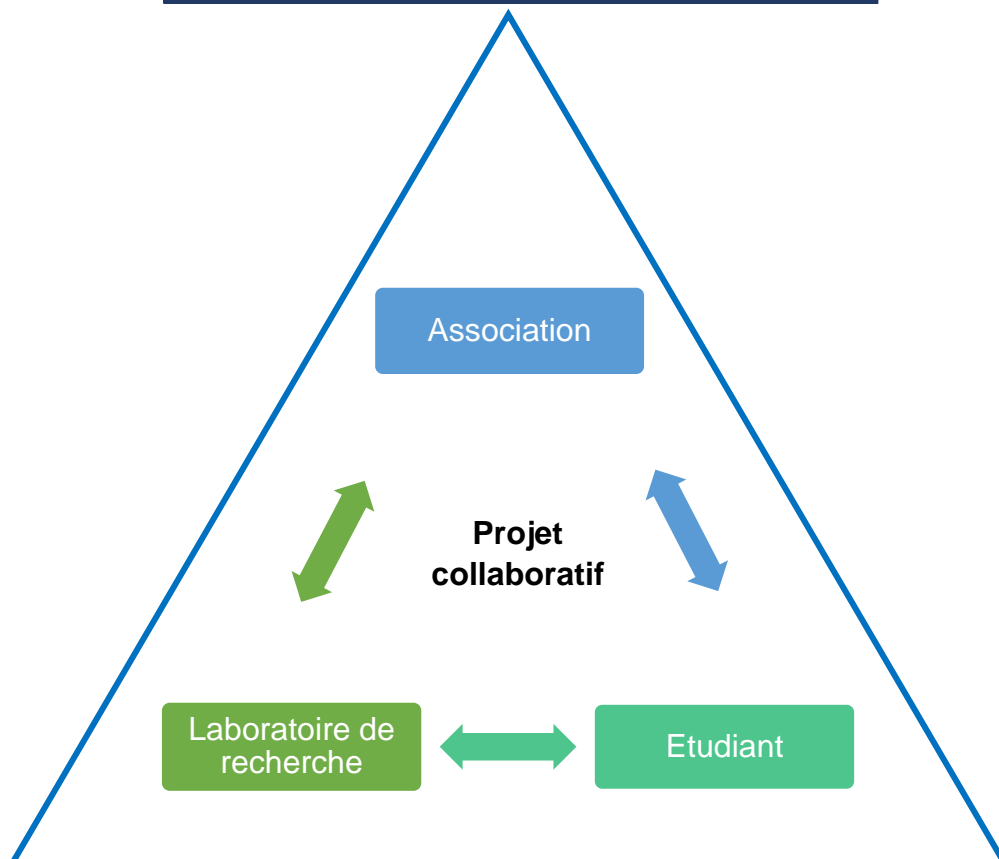 Association
Projet
collaboratif
Laboratoire de
recherche
Etudiant